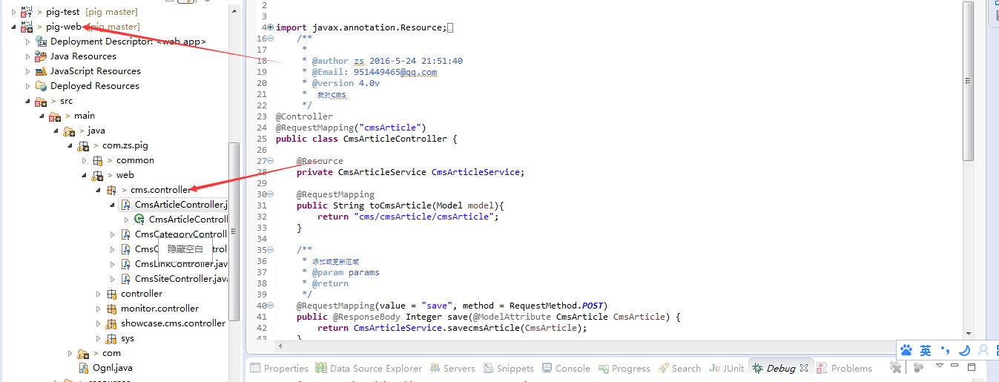 > pig-test [pig master]
> pig-web [pig master]
Deployment Descriptor: <web app>
Java Resources
JavaScript Resources
Deployed Resources
> src
> main
> java
> com.zs.pig
> common
> web
> cms.controller
CmsArticleController.j
CmsArticleControll
CmsCategoryControlle
隐藏空白
CmsLinkController.java
CmsSiteController.java
controller
monitor.controller
showcase.cms.controller
> sys
> com
Ognl.java
2
3
4 import javax.annotation.Resource;
16 /**
17 *
18 * @author zs 2016-5-24 21:51:40
19 * @Email: 951449465@qq.com
20 * @version 4.0v
21 * 我的cms
22 */
23 @Controller
24 @RequestMapping("cmsArticle")
25 public class CmsArticleController {
26
27 @Resource
28 private CmsArticleService CmsArticleService;
29
30 @RequestMapping
31 public String toCmsArticle(Model model){
32 return "cms/cmsArticle/cmsArticle";
33 }
34
35 /**
36 * 添加或更新区域
37 * @param params
38 * @return
39 */
40 @RequestMapping(value = "save", method = RequestMethod.POST)
41 public @ResponseBody Integer save(@ModelAttribute CmsArticle CmsArticle) {
42 return CmsArticleService.savecmsArticle(CmsArticle);
43 }
英
Properties Data Source Explorer Servers Snippets Console Progress Search JUnit Debug Problems